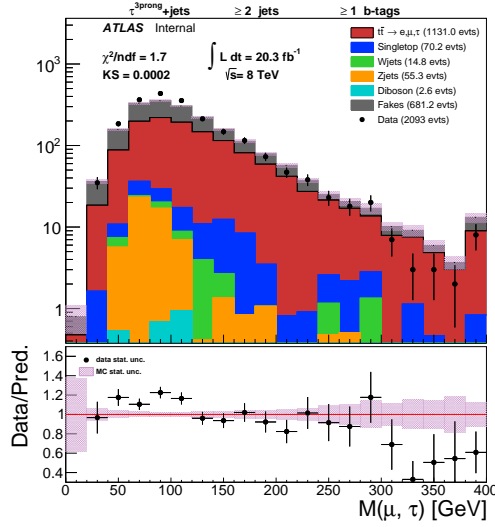 τ³ᵖʳᵒⁿᵍ+jets ≥ 2 jets ≥ 1 b-tags
ATLAS Internal
χ²/ndf = 1.7
KS = 0.0002
∫ L dt = 20.3 fb⁻¹
√s= 8 TeV
tt̄ → e,μ,τ (1131.0 evts)
Singletop (70.2 evts)
Wjets (14.8 evts)
Zjets (55.3 evts)
Diboson (2.6 evts)
Fakes (681.2 evts)
Data (2093 evts)
10³
10²
10
1
Data/Pred.
1.6
1.4
1.2
1
0.8
0.6
0.4
data stat. unc.
MC stat. unc.
0 50 100 150 200 250 300 350 400
M(μ, τ) [GeV]